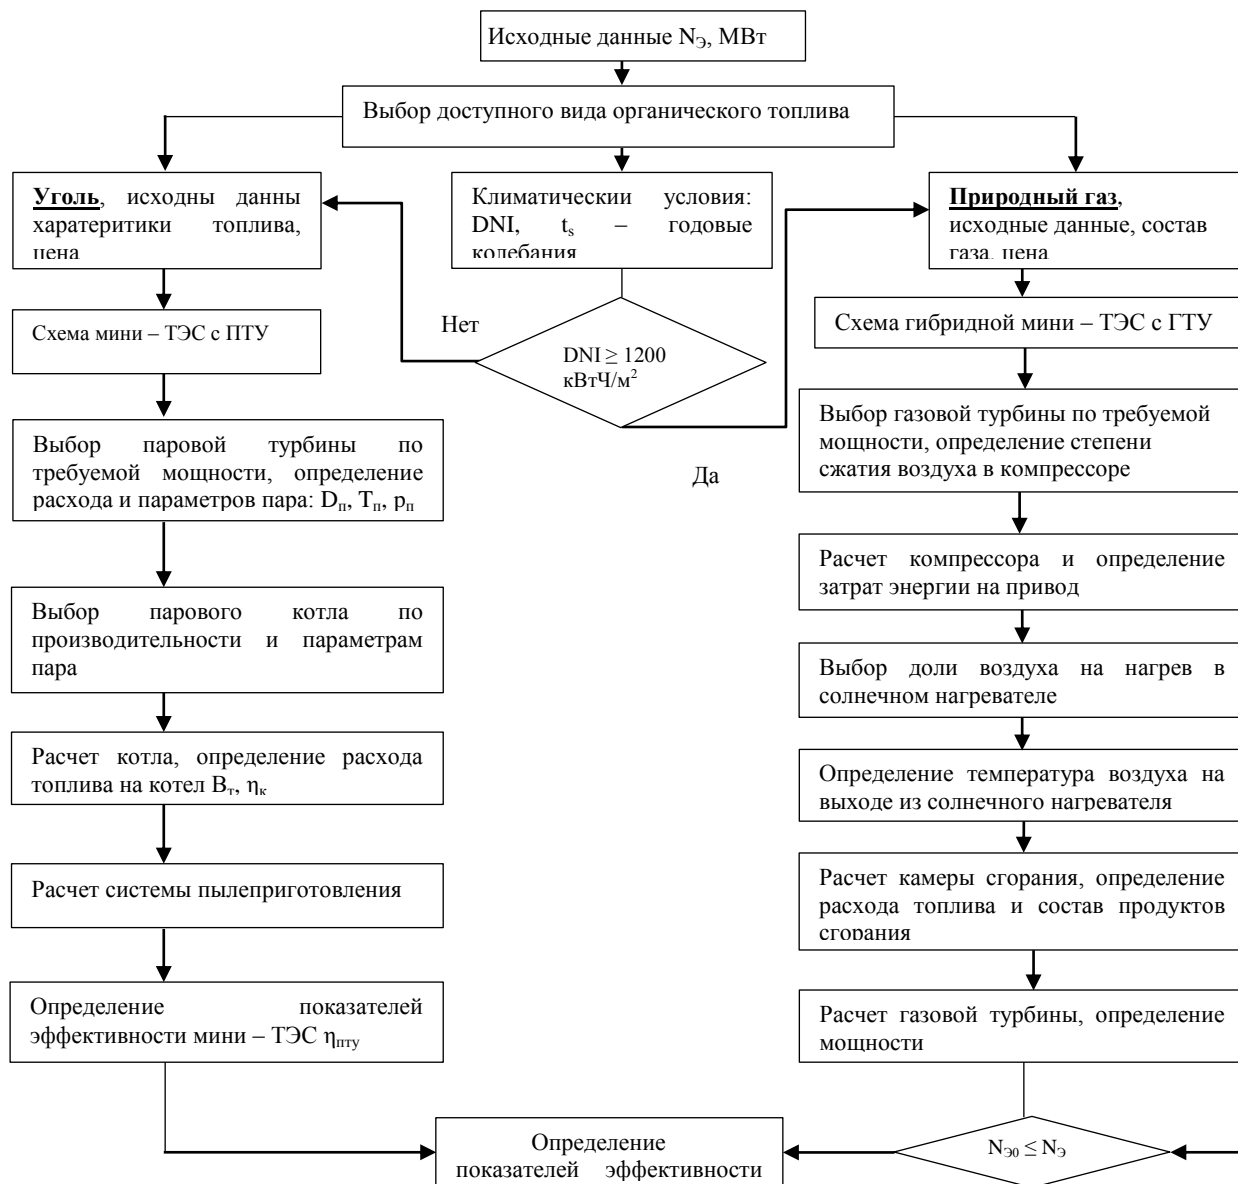 Исходные данные NЭ, МВт
Выбор доступного вида органического топлива
Уголь, исходны данны
харатеритики топлива,
цена
Климатически условия:
DNI, ts – годовые
колебания
Природный газ,
исходные данные, состав
газа, цена
Схема мини – ТЭС с ПТУ
Нет
DNI ≥ 1200
кВтЧ/м²
Схема гибридной мини – ТЭС с ГТУ
Выбор паровой турбины по
требуемой мощности, определение
расхода и параметров пара: Dп, Tп, pп
Да
Выбор газовой турбины по требуемой
мощности, определение степени
сжатия воздуха в компрессоре
Выбор парового котла по
производительности и параметрам
пара
Расчет компрессора и определение
затрат энергии на привод
Выбор доли воздуха на нагрев в
солнечном нагревателе
Расчет котла, определение расхода
топлива на котел Вт, ηк
Определение температура воздуха на
выходе из солнечного нагревателя
Расчет системы пылеприготовления
Расчет камеры сгорания, определение
расхода топлива и состав продуктов
сгорания
Определение показателей
эффективности мини – ТЭС ηпту
Расчет газовой турбины, определение
мощности
Определение
показателей эффективности
NЭ0 ≤ NЭ